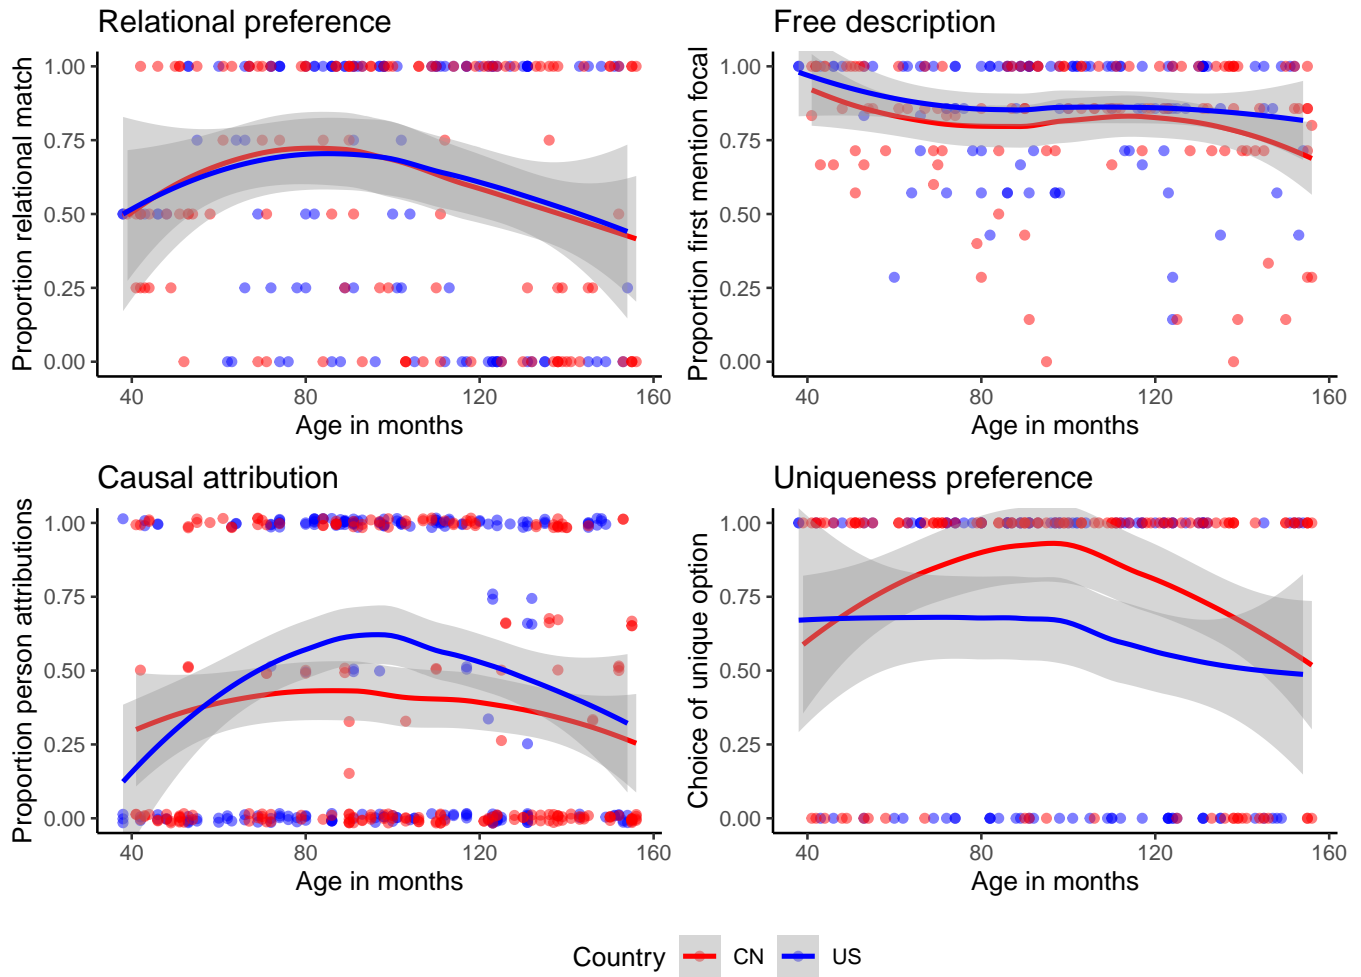 Relational preference
Proportion relational match
1.00
0.75
0.50
0.25
0.00
40
80
120
160
Age in months
Free description
Proportion first mention focal
1.00
0.75
0.50
0.25
0.00
40
80
120
160
Age in months
Causal attribution
Proportion person attributions
1.00
0.75
0.50
0.25
0.00
40
80
120
160
Age in months
Uniqueness preference
Choice of unique option
1.00
0.75
0.50
0.25
0.00
40
80
120
160
Age in months
Country CN US